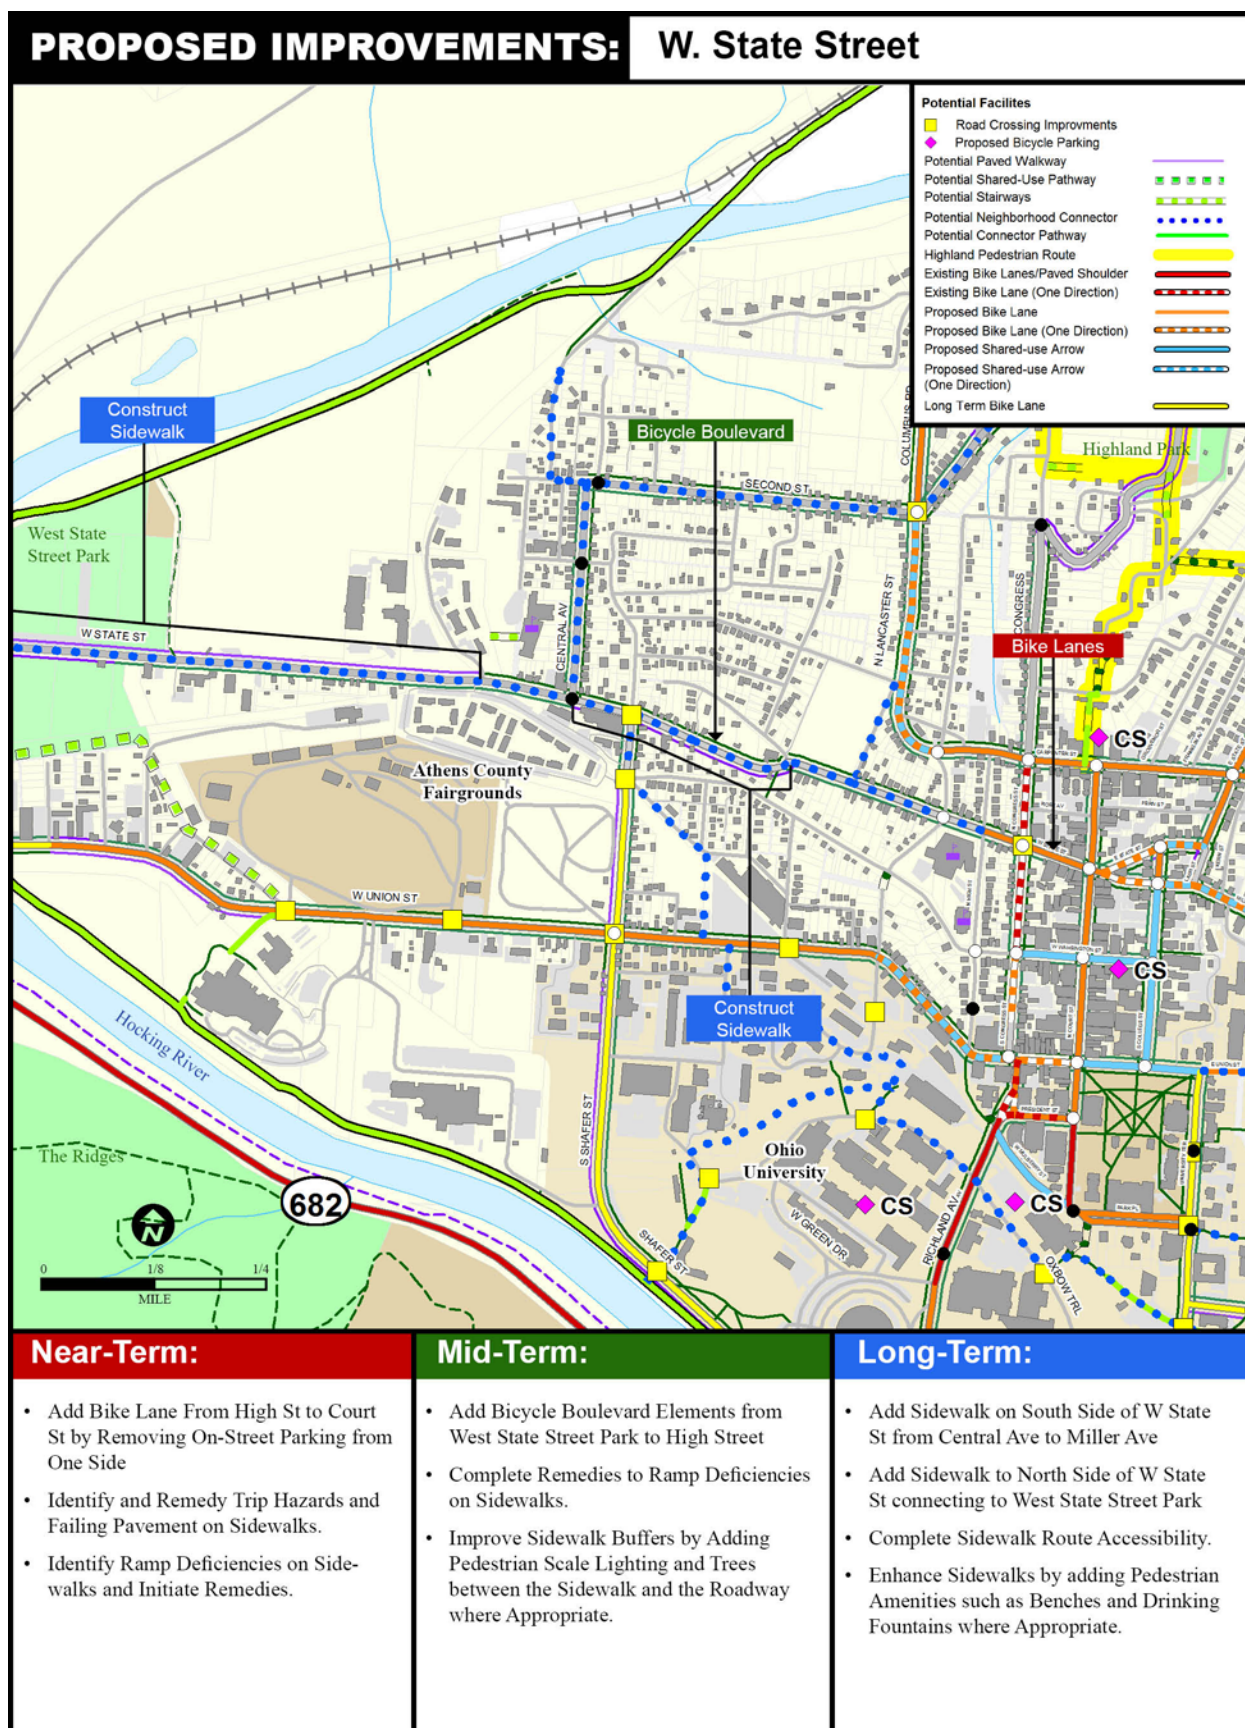 PROPOSED IMPROVEMENTS:
W. State Street
Potential Facilites
Road Crossing Improvments
Proposed Bicycle Parking
Potential Paved Walkway
Potential Shared-Use Pathway
Potential Stairways
Potential Neighborhood Connector
Potential Connector Pathway
Highland Pedestrian Route
Existing Bike Lanes/Paved Shoulder
Existing Bike Lane (One Direction)
Proposed Bike Lane
Proposed Bike Lane (One Direction)
Proposed Shared-use Arrow
Proposed Shared-use Arrow
(One Direction)
Long Term Bike Lane
Construct
Sidewalk
Bicycle Boulevard
COLUMBUS RD
Highland Park
SECOND ST
West State
Street Park
W STATE ST
CENTRAL AV
N LANCASTER ST
CONGRESS
Bike Lanes
CARPENTER ST
CS
Athens County
Fairgrounds
W UNION ST
W WASHINGTON ST
CS
Construct
Sidewalk
Hocking River
S SHAFER ST
E UNION ST
PRESIDENT ST
The Ridges
Ohio
University
682
CS
CS
W GREEN DR
RICHLAND AV
PARK PL
OXBOW TRL
SHAFER ST
N
0 1/8 1/4
MILE
Near-Term:
• Add Bike Lane From High St to Court
St by Removing On-Street Parking from
One Side
• Identify and Remedy Trip Hazards and
Failing Pavement on Sidewalks.
• Identify Ramp Deficiencies on Side-
walks and Initiate Remedies.
Mid-Term:
• Add Bicycle Boulevard Elements from
West State Street Park to High Street
• Complete Remedies to Ramp Deficiencies
on Sidewalks.
• Improve Sidewalk Buffers by Adding
Pedestrian Scale Lighting and Trees
between the Sidewalk and the Roadway
where Appropriate.
Long-Term:
• Add Sidewalk on South Side of W State
St from Central Ave to Miller Ave
• Add Sidewalk to North Side of W State
St connecting to West State Street Park
• Complete Sidewalk Route Accessibility.
• Enhance Sidewalks by adding Pedestrian
Amenities such as Benches and Drinking
Fountains where Appropriate.